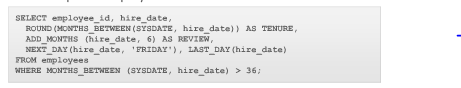 SELECT employee_id, hire_date,
ROUND(MONTHS_BETWEEN(SYSDATE, hire_date)) AS TENURE,
ADD_MONTHS (hire_date, 6) AS REVIEW,
NEXT_DAY(hire_date, 'FRIDAY'), LAST_DAY(hire_date)
FROM employees
WHERE MONTHS_BETWEEN (SYSDATE, hire_date) > 36;